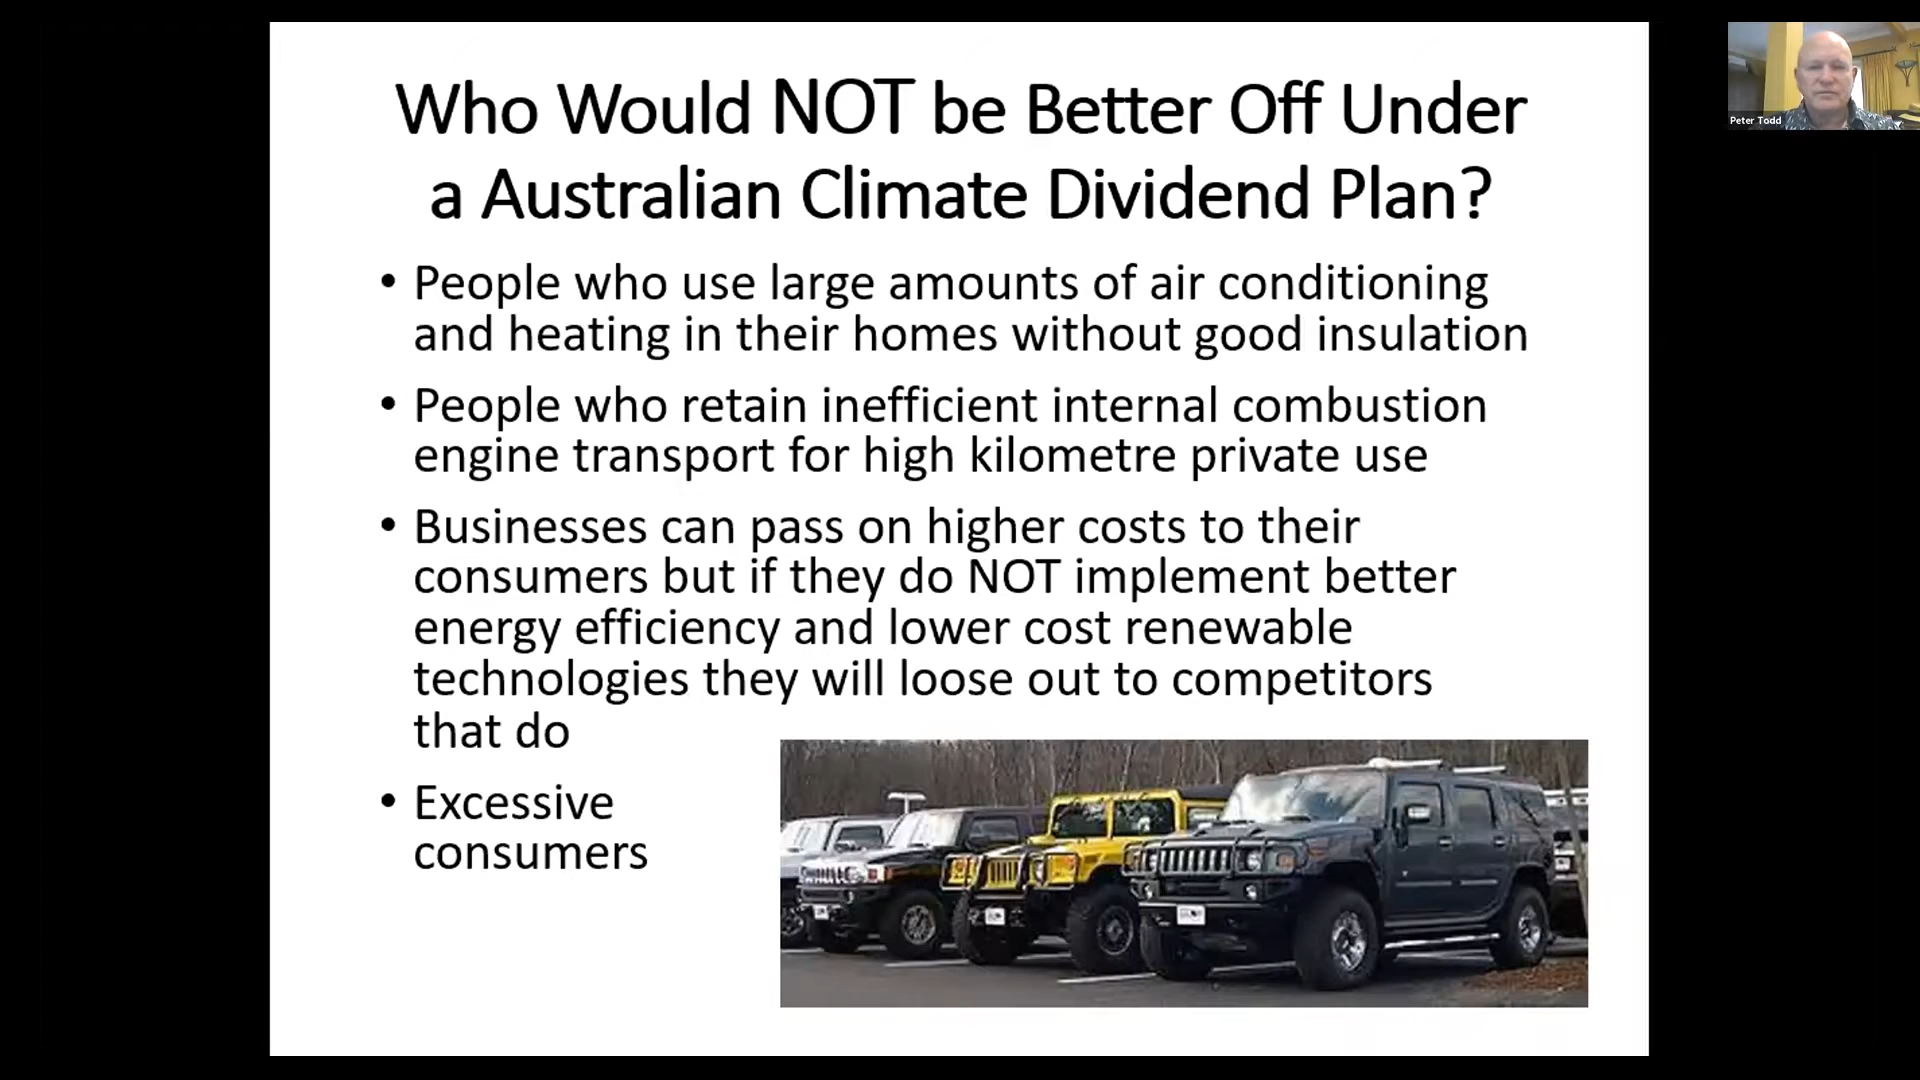 Who Would NOT be Better Off Under
a Australian Climate Dividend Plan?
• People who use large amounts of air conditioning
and heating in their homes without good insulation
• People who retain inefficient internal combustion
engine transport for high kilometre private use
• Businesses can pass on higher costs to their
consumers but if they do NOT implement better
energy efficiency and lower cost renewable
technologies they will loose out to competitors
that do
• Excessive
consumers
Peter Todd